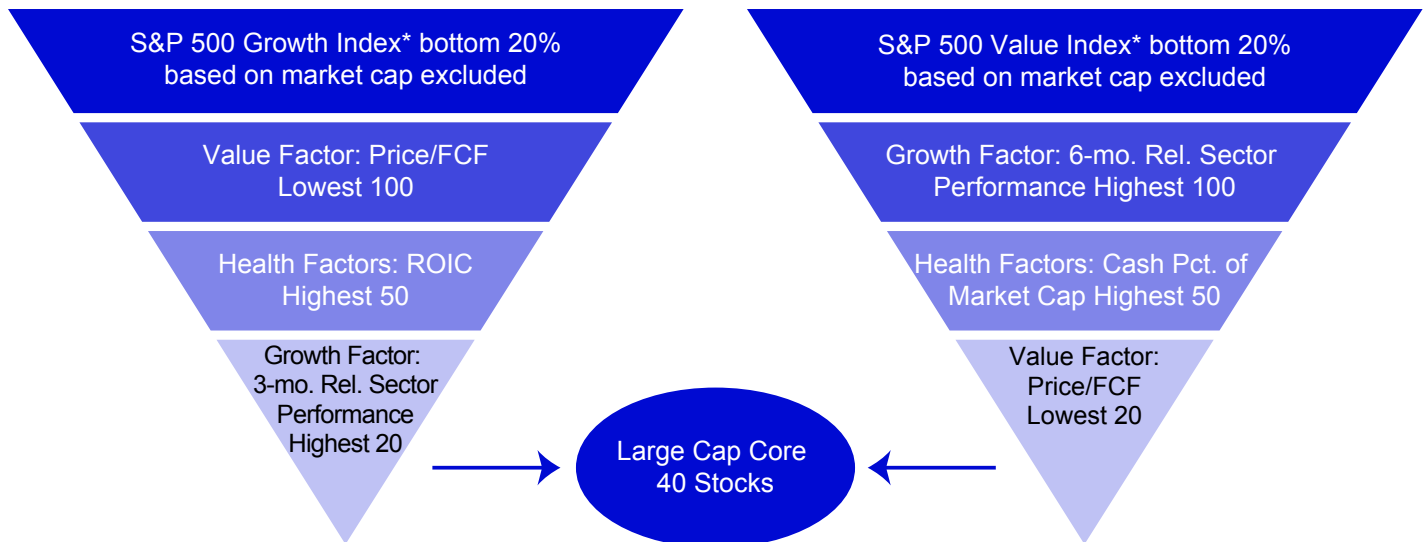 S&P 500 Growth Index* bottom 20%
based on market cap excluded
Value Factor: Price/FCF
Lowest 100
Health Factors: ROIC
Highest 50
Growth Factor:
3-mo. Rel. Sector
Performance
Highest 20
S&P 500 Value Index* bottom 20%
based on market cap excluded
Growth Factor: 6-mo. Rel. Sector
Performance Highest 100
Health Factors: Cash Pct. of
Market Cap Highest 50
Value Factor:
Price/FCF
Lowest 20
Large Cap Core
40 Stocks